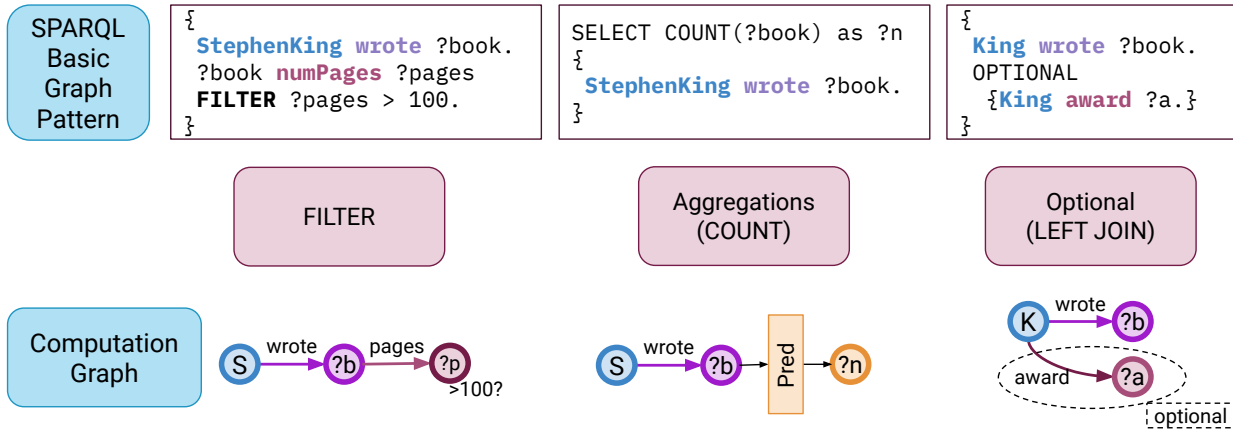 SPARQL
Basic
Graph
Pattern
{
StephenKing wrote ?book.
?book numPages ?pages
FILTER ?pages > 100.
}
SELECT COUNT(?book) as ?n
{
StephenKing wrote ?book.
}
{
King wrote ?book.
OPTIONAL
{King award ?a.}
}
FILTER
Aggregations
(COUNT)
Optional
(LEFT JOIN)
Computation
Graph
S wrote ?b pages ?p
>100?
S wrote ?b Pred ?n
K wrote ?b
award ?a
optional